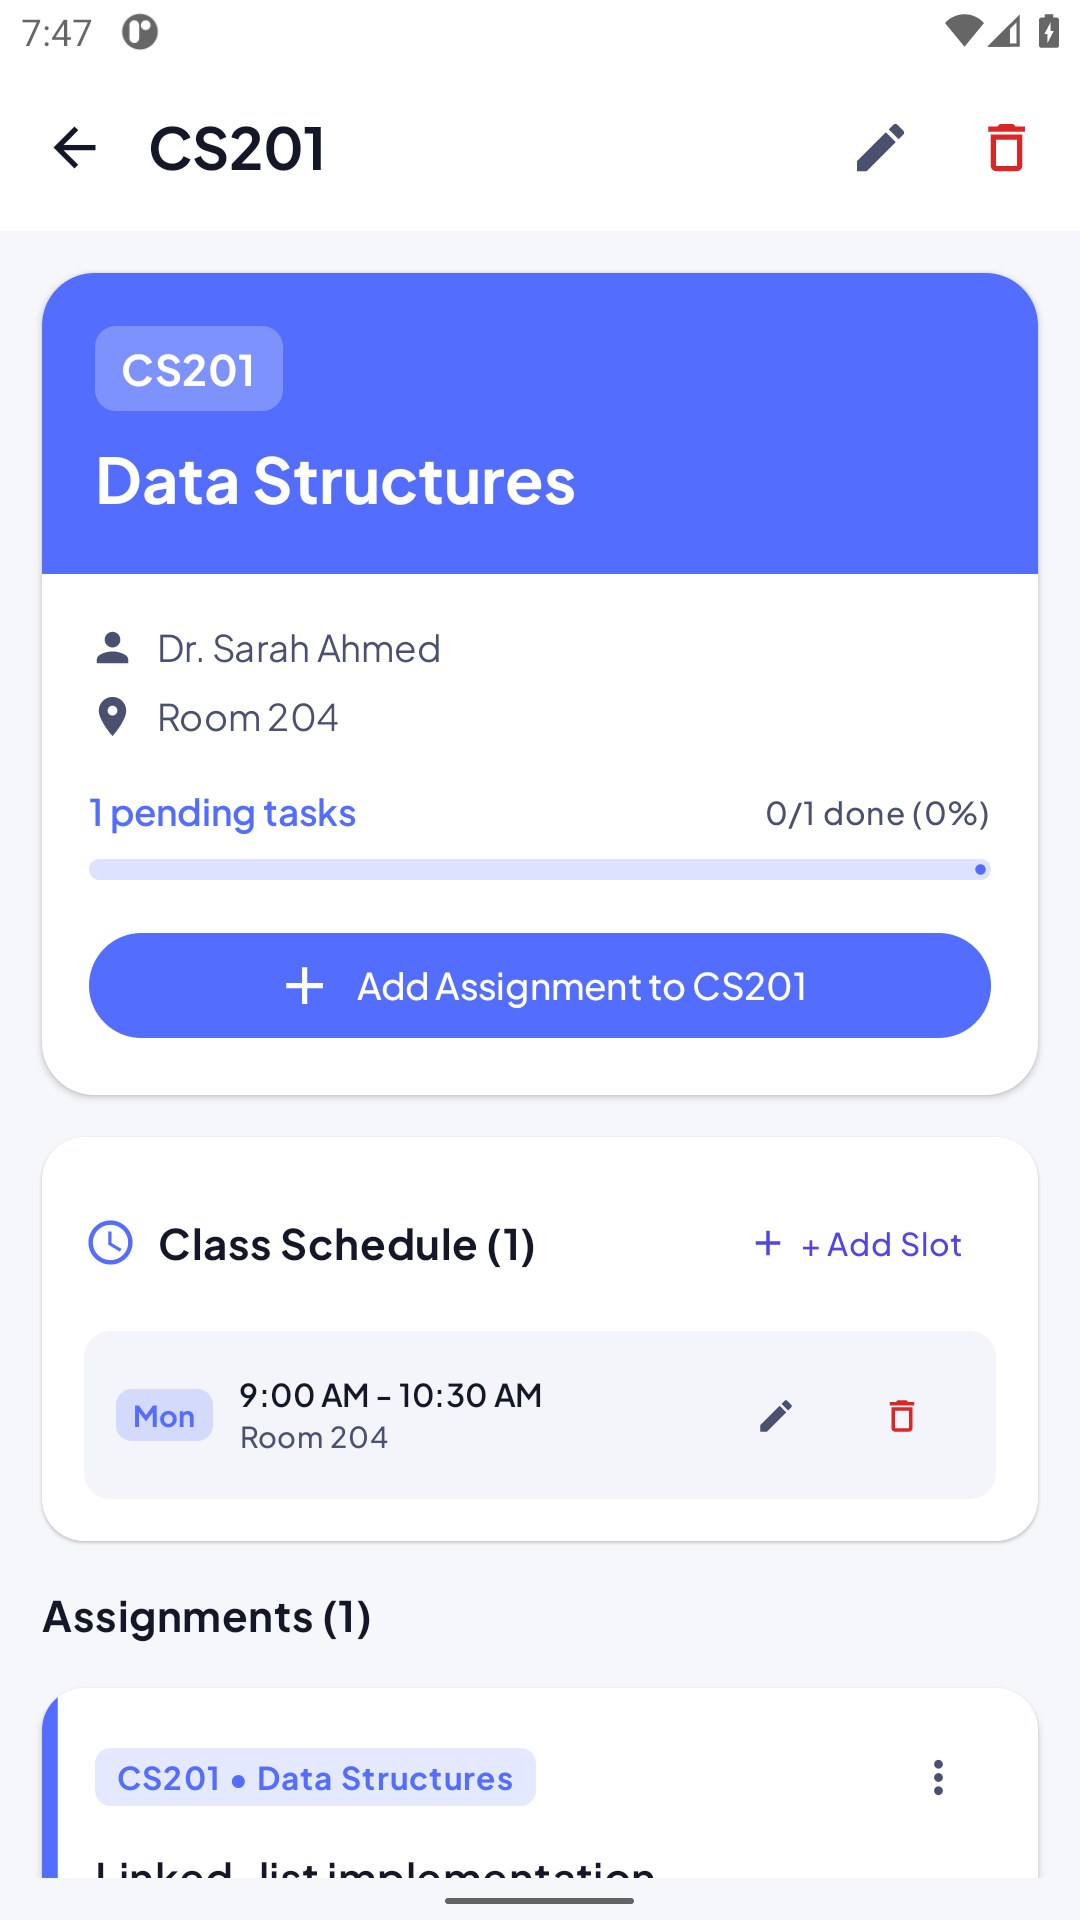 7:47
CS201
CS201
Data Structures
Dr. Sarah Ahmed
Room 204
1 pending tasks
0/1 done (0%)
Add Assignment to CS201
Class Schedule (1)
+ Add Slot
Mon
9:00 AM - 10:30 AM
Room 204
Assignments (1)
CS201 • Data Structures
Linked_list implementation